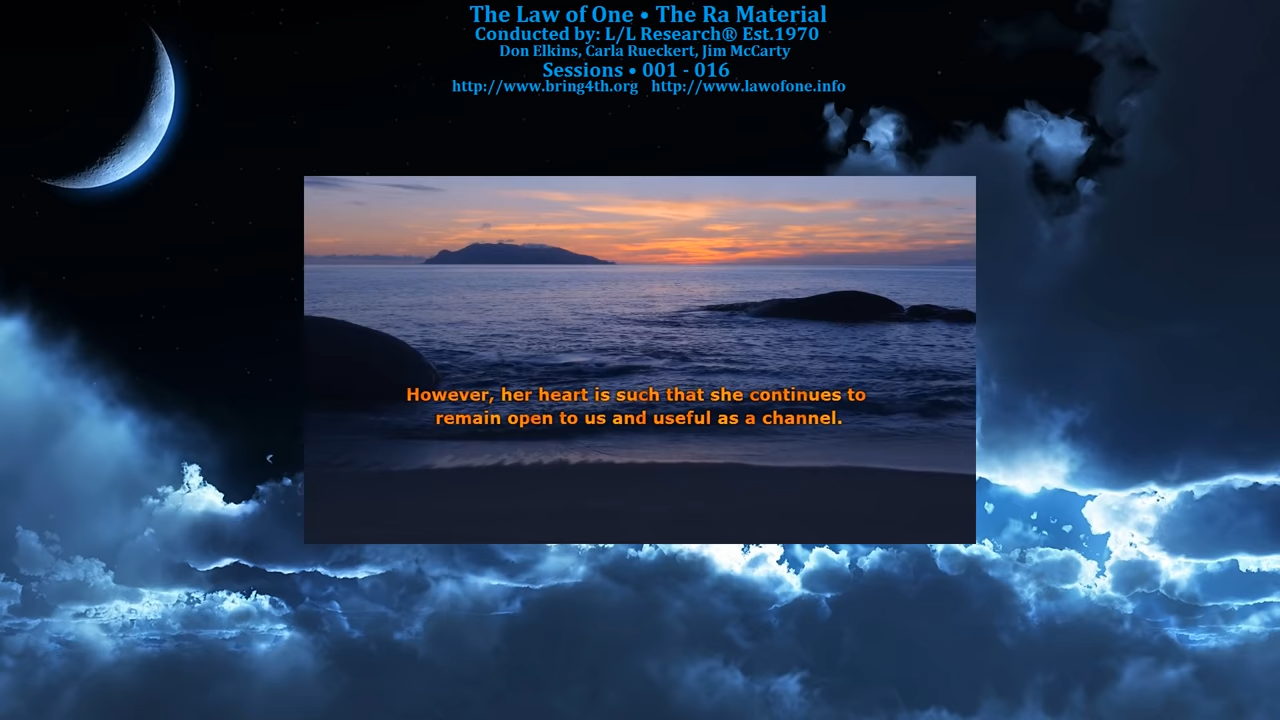 The Law of One • The Ra Material
Conducted by: L/L Research® Est.1970
Don Elkins, Carla Rueckert, Jim McCarty
Sessions • 001 - 016
http://www.bring4th.org http://www.lawofone.info
However, her heart is such that she continues to
remain open to us and useful as a channel.